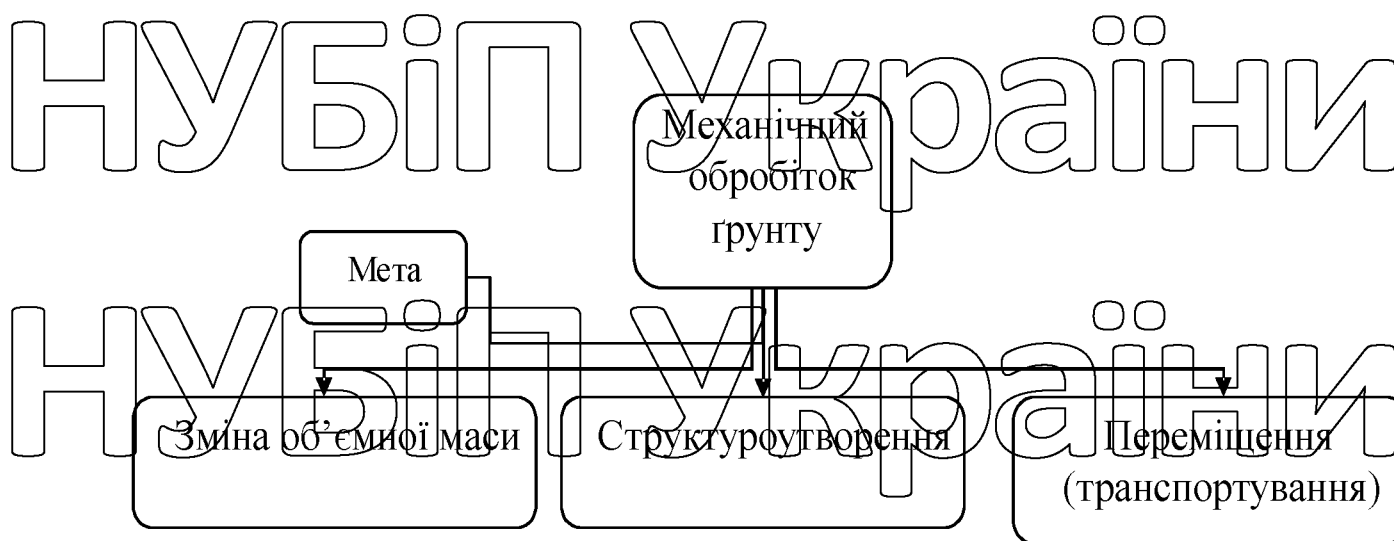 НУБіП України
Механічний
обробіток
ґрунту
Мета
НУБіП України
Зміна об’ємної маси
Структуроутворення
Переміщення
(транспортування)